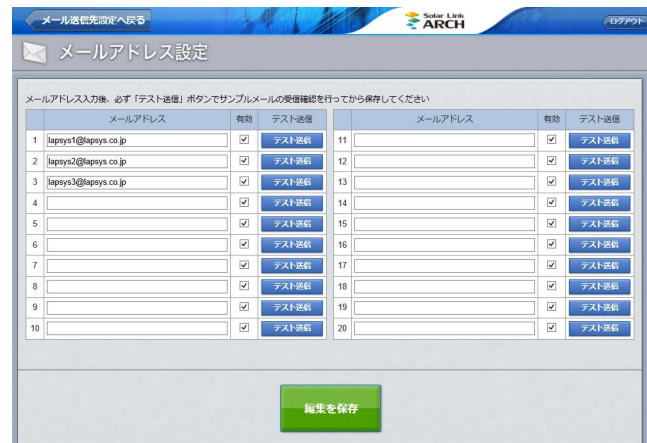 メール送信先設定へ戻る
Solar Link
ARCH
ログアウト
メールアドレス設定
メールアドレス入力後、必ず「テスト送信」ボタンでサンプルメールの受信確認を行ってから保存してください
メールアドレス 有効 テスト送信 メールアドレス 有効 テスト送信
1 lapsys1@lapsys.co.jp テスト送信 11 テスト送信
2 lapsys2@lapsys.co.jp テスト送信 12 テスト送信
3 lapsys3@lapsys.co.jp テスト送信 13 テスト送信
4 テスト送信 14 テスト送信
5 テスト送信 15 テスト送信
6 テスト送信 16 テスト送信
7 テスト送信 17 テスト送信
8 テスト送信 18 テスト送信
9 テスト送信 19 テスト送信
10 テスト送信 20 テスト送信
編集を保存